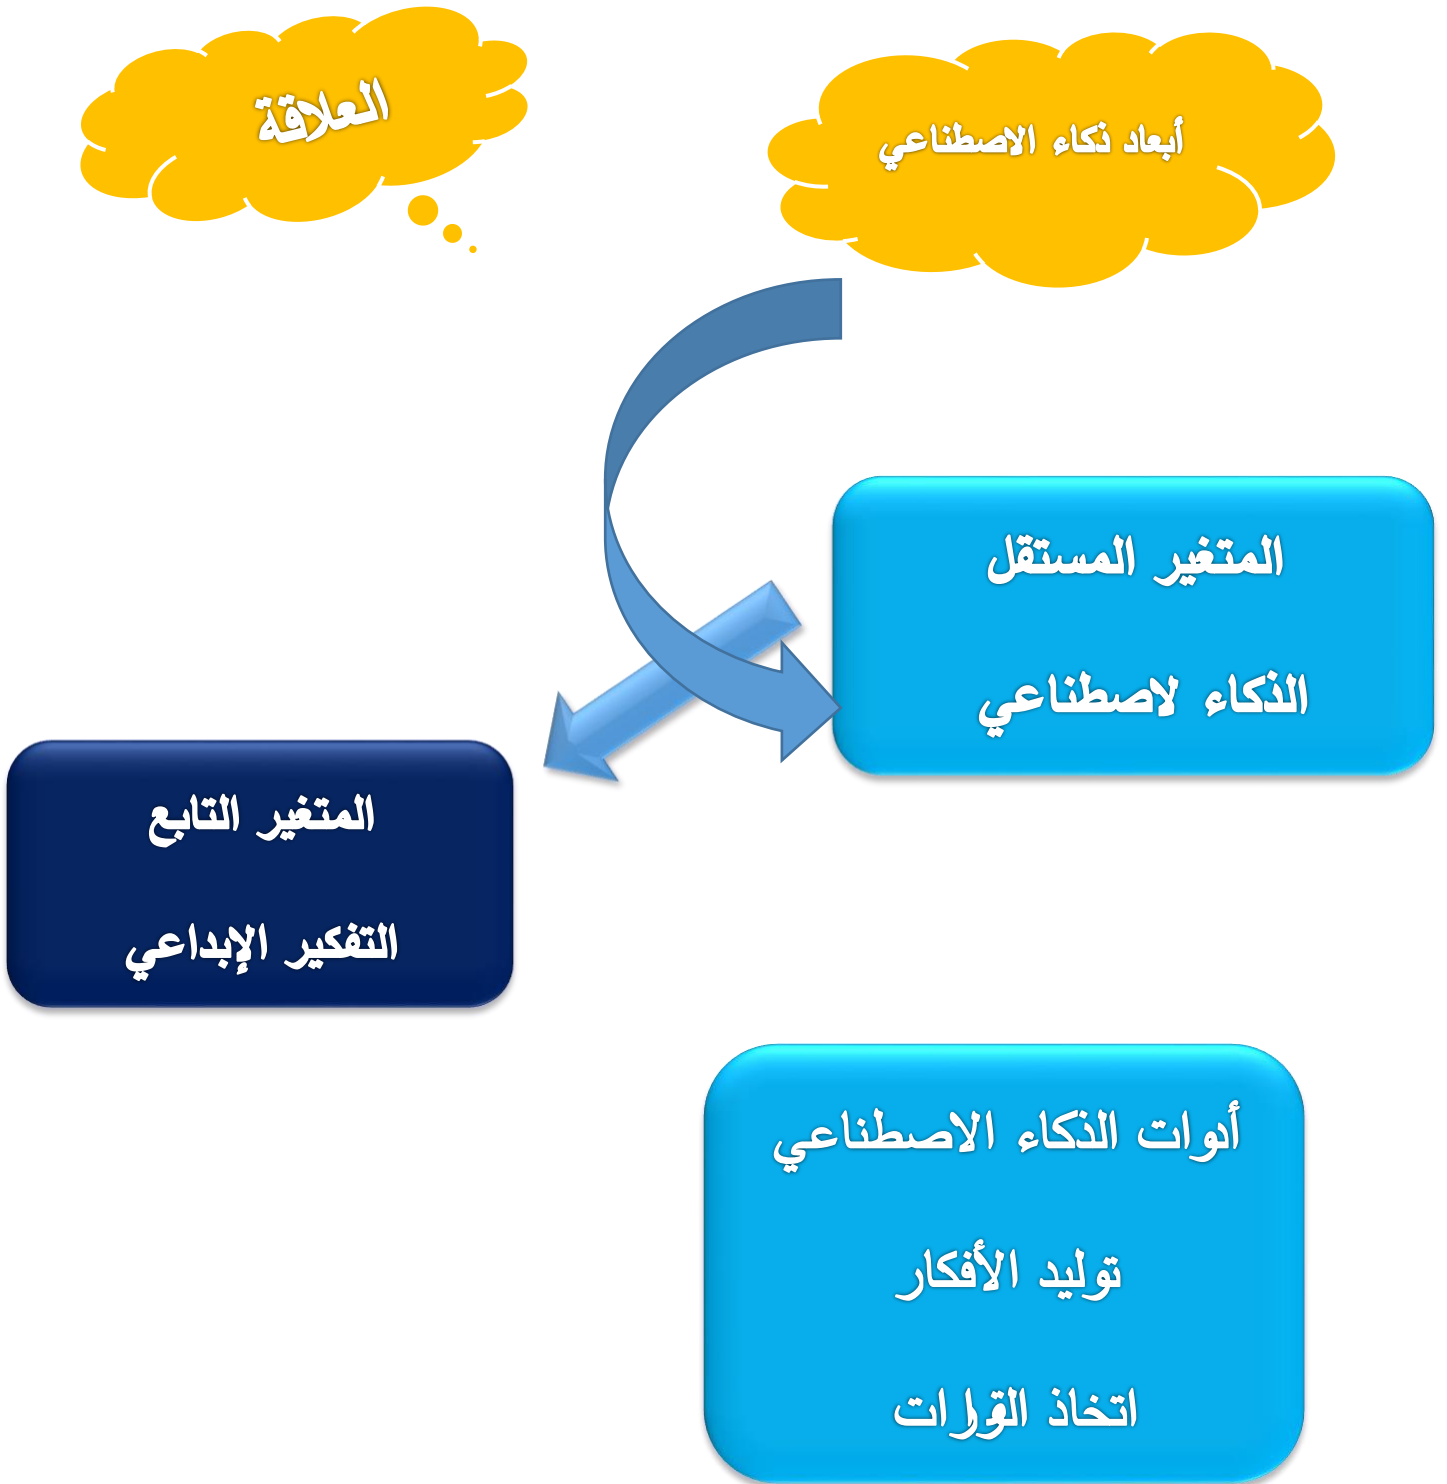 العلاقة
أبعاد ذكاء الاصطناعي
المتغير المستقل
الذكاء لاصطناعي
المتغير التابع
التفكير الإبداعي
أدوات الذكاء الاصطناعي
توليد الأفكار
اتخاذ القرارات